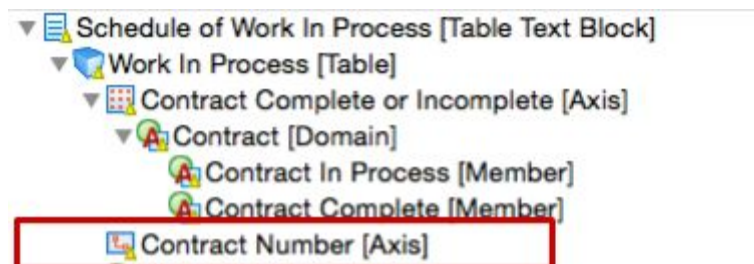 Schedule of Work In Process [Table Text Block]
Work In Process [Table]
Contract Complete or Incomplete [Axis]
Contract [Domain]
Contract In Process [Member]
Contract Complete [Member]
Contract Number [Axis]